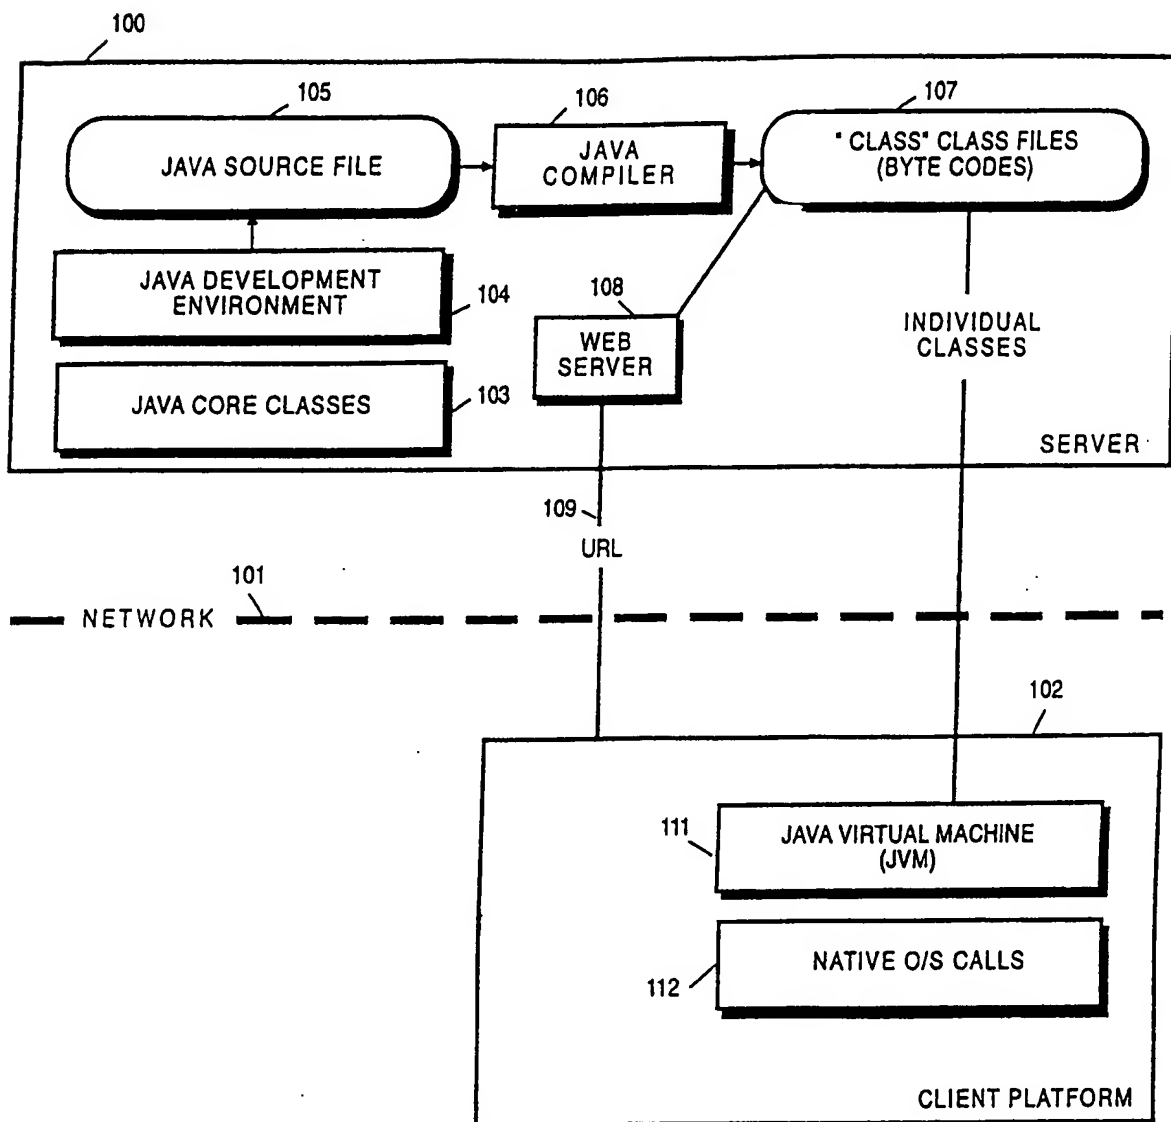 100
105
106
107
JAVA SOURCE FILE
JAVA
COMPILER
" CLASS" CLASS FILES
(BYTE CODES)
JAVA DEVELOPMENT
ENVIRONMENT
104
108
WEB
SERVER
INDIVIDUAL
CLASSES
JAVA CORE CLASSES
103
SERVER
109
URL
101
NETWORK
102
111
JAVA VIRTUAL MACHINE
(JVM)
NATIVE O/S CALLS
112
CLIENT PLATFORM